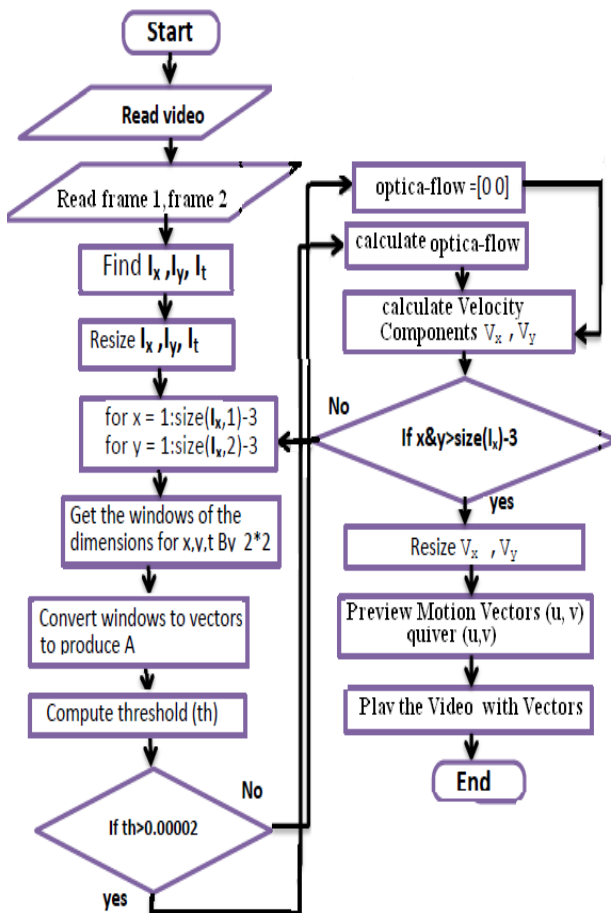 Start
Read video
Read frame 1,frame 2
Find Iₓ ,Iᵧ, Iₜ
Resize Iₓ ,Iᵧ, Iₜ
for x = 1:size(Iₓ,1)-3
for y = 1:size(Iₓ,2)-3
Get the windows of the
dimensions for x,y,t By 2*2
Convert windows to vectors
to produce A
Compute threshold (th)
If th>0.00002
No
yes
optica-flow =[0 0]
calculate optica-flow
calculate Velocity
Components Vₓ , Vᵧ
If x&y>size(Iₓ)-3
No
yes
Resize Vₓ , Vᵧ
Preview Motion Vectors (u, v)
quiver (u,v)
Play the Video with Vectors
End